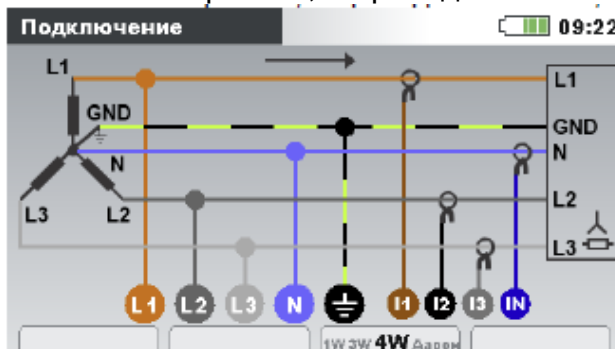 Подключение 09:22
L1 L1
GND GND
N N
L3 L2 L2
L3
L1 L2 L3 N I1 I2 I3 IN
1W 3W 4W Аарон